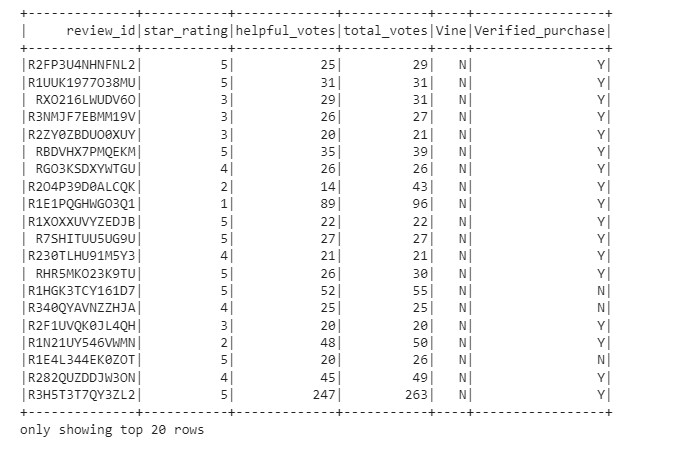 +--------------+-----------+-------------+-----------+----+-----------------+
|     review_id|star_rating|helpful_votes|total_votes|Vine|Verified_purchase|
+--------------+-----------+-------------+-----------+----+-----------------+
|R2FP3U4NHNFNL2|          5|           25|         29|   N|                Y|
|R1UUK1977O38MU|          5|           31|         31|   N|                Y|
| RXO216LWUDV6O|          3|           29|         31|   N|                Y|
|R3NMJF7EBMM19V|          3|           26|         27|   N|                Y|
|R2ZY0ZBDUO0XUY|          3|           20|         21|   N|                Y|
| RBDVHX7PMQEKM|          5|           35|         39|   N|                Y|
| RGO3KSDXYWTGU|          4|           26|         26|   N|                Y|
|R2O4P39D0ALCQK|          2|           14|         43|   N|                Y|
|R1E1PQGHWGO3Q1|          1|           89|         96|   N|                Y|
|R1XOXXUVYZEDJB|          5|           22|         22|   N|                Y|
| R7SHITUU5UG9U|          5|           27|         27|   N|                Y|
|R230TLHU91M5Y3|          4|           21|         21|   N|                Y|
| RHR5MKO23K9TU|          5|           26|         30|   N|                Y|
|R1HGK3TCY161D7|          5|           52|         55|   N|                N|
|R340QYAVNZZHJA|          4|           25|         25|   N|                N|
|R2F1UVQK0JL4QH|          3|           20|         20|   N|                Y|
|R1N21UY546VWMN|          2|           48|         50|   N|                Y|
|R1E4L344EK0ZOT|          5|           20|         26|   N|                N|
|R282QUZDDJW3ON|          4|           45|         49|   N|                Y|
|R3H5T3T7QY3ZL2|          5|          247|        263|   N|                Y|
+--------------+-----------+-------------+-----------+----+-----------------+
only showing top 20 rows